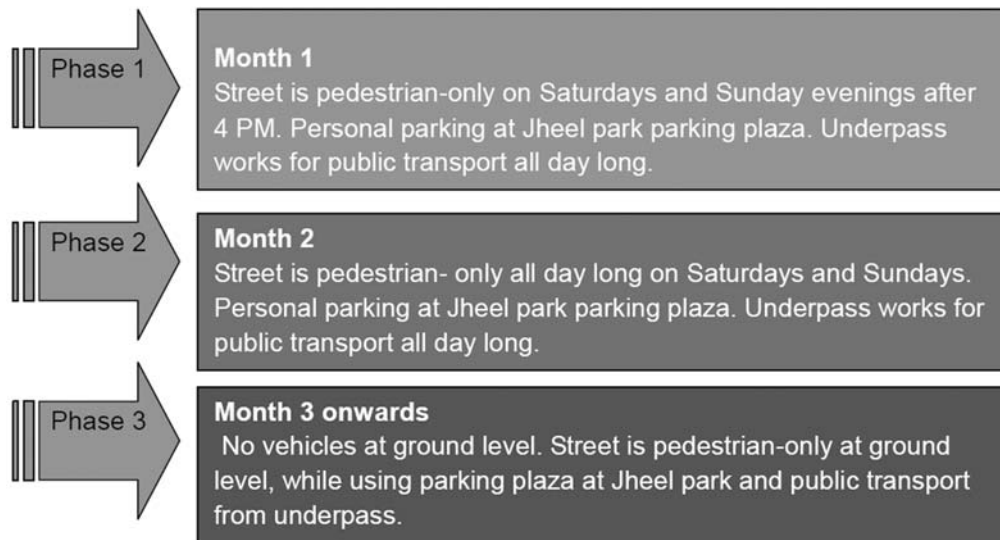 Phase 1
Month 1
Street is pedestrian-only on Saturdays and Sunday evenings after
4 PM. Personal parking at Jheel park parking plaza. Underpass
works for public transport all day long.
Phase 2
Month 2
Street is pedestrian- only all day long on Saturdays and Sundays.
Personal parking at Jheel park parking plaza. Underpass works for
public transport all day long.
Phase 3
Month 3 onwards
No vehicles at ground level. Street is pedestrian-only at ground
level, while using parking plaza at Jheel park and public transport
from underpass.